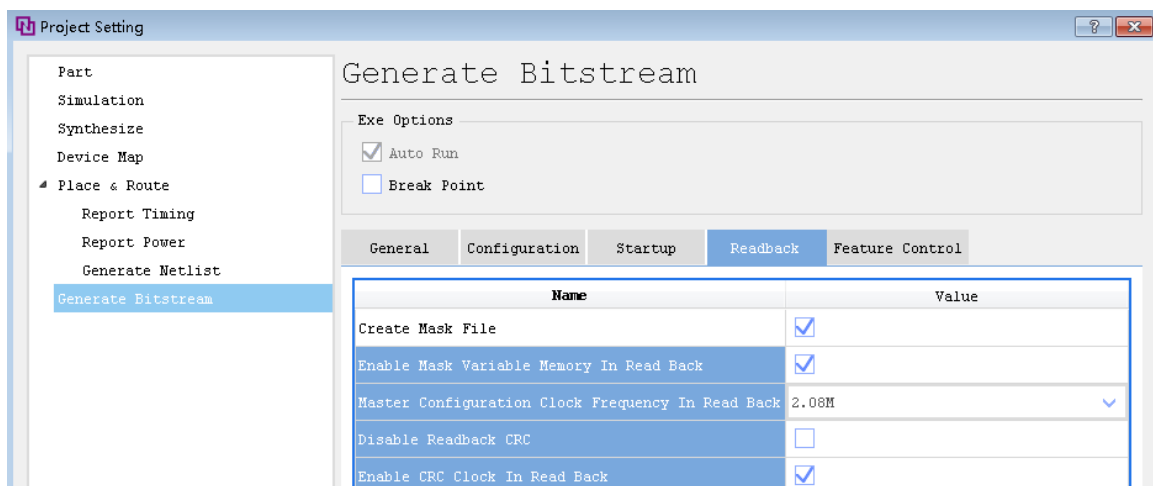 Project Setting
Part
Simulation
Synthesize
Device Map
Place & Route
Report Timing
Report Power
Generate Netlist
Generate Bitstream
Generate Bitstream
Exe Options
Auto Run
Break Point
General Configuration Startup Readback Feature Control
Name Value
Create Mask File
Enable Mask Variable Memory In Read Back
Master Configuration Clock Frequency In Read Back 2.08M
Disable Readback CRC
Enable CRC Clock In Read Back